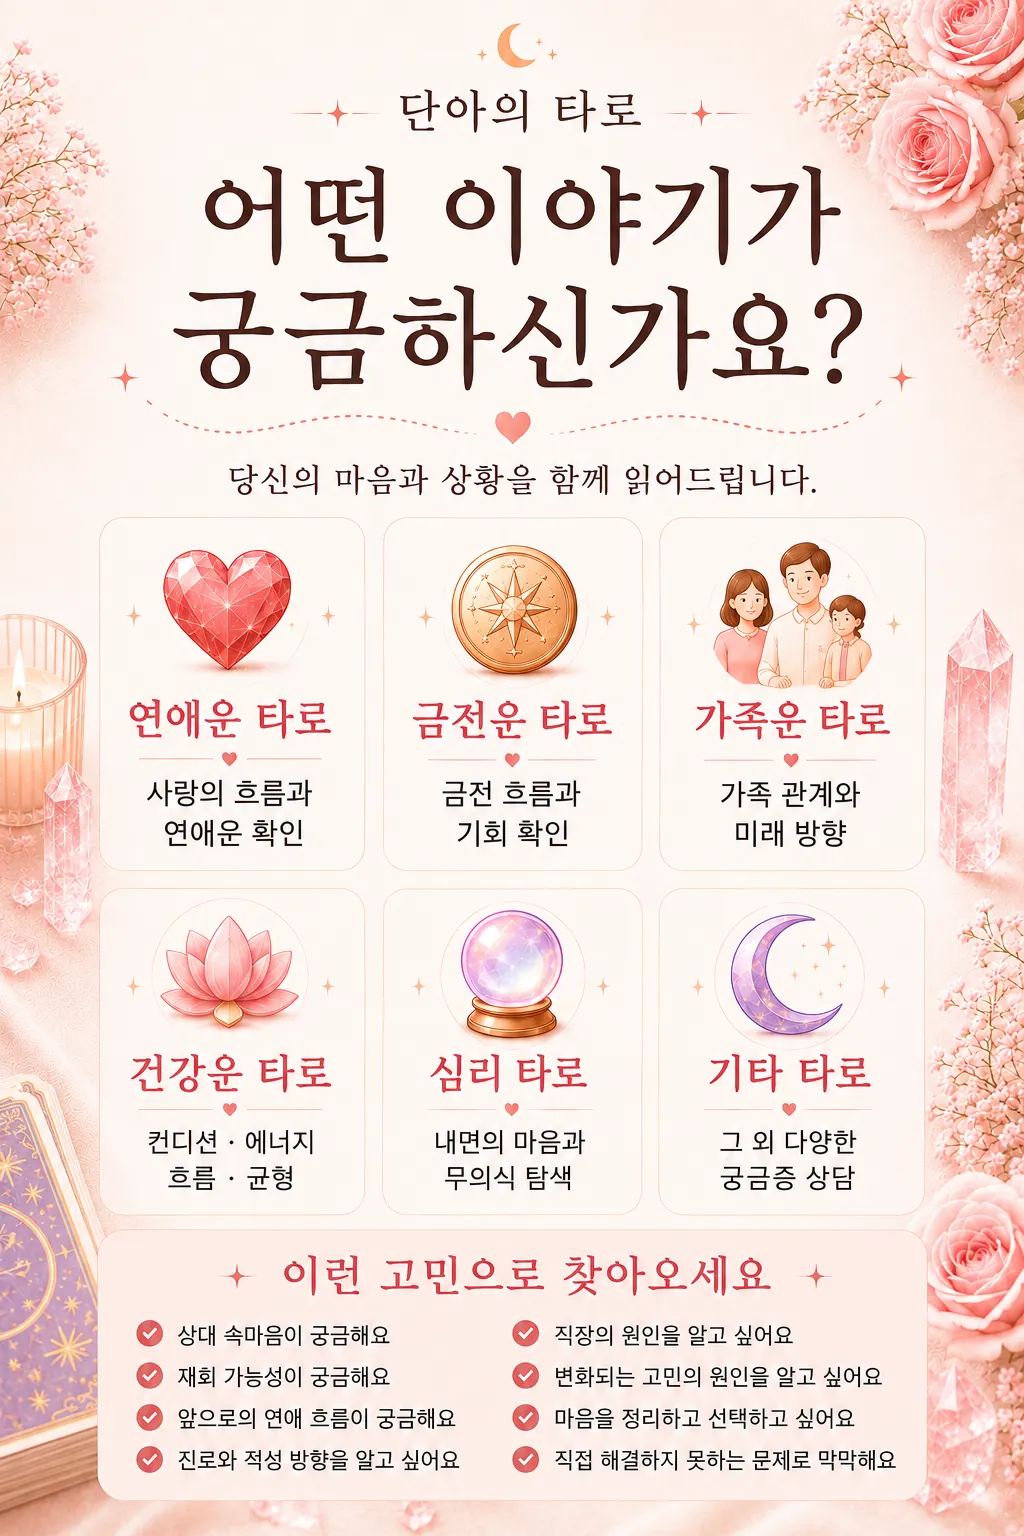 단아의 타로
어떤 이야기가
궁금하신가요?
당신의 마음과 상황을 함께 읽어드립니다.
연애운 타로
사랑의 흐름과
연애운 확인
금전운 타로
금전 흐름과
기회 확인
가족운 타로
가족 관계와
미래 방향
건강운 타로
컨디션 · 에너지
흐름 · 균형
심리 타로
내면의 마음과
무의식 탐색
기타 타로
그 외 다양한
궁금증 상담
이런 고민으로 찾아오세요
상대 속마음이 궁금해요
재회 가능성이 궁금해요
앞으로의 연애 흐름이 궁금해요
진로와 적성 방향을 알고 싶어요
직장의 원인을 알고 싶어요
변화되는 고민의 원인을 알고 싶어요
마음을 정리하고 선택하고 싶어요
직접 해결하지 못하는 문제로 막막해요